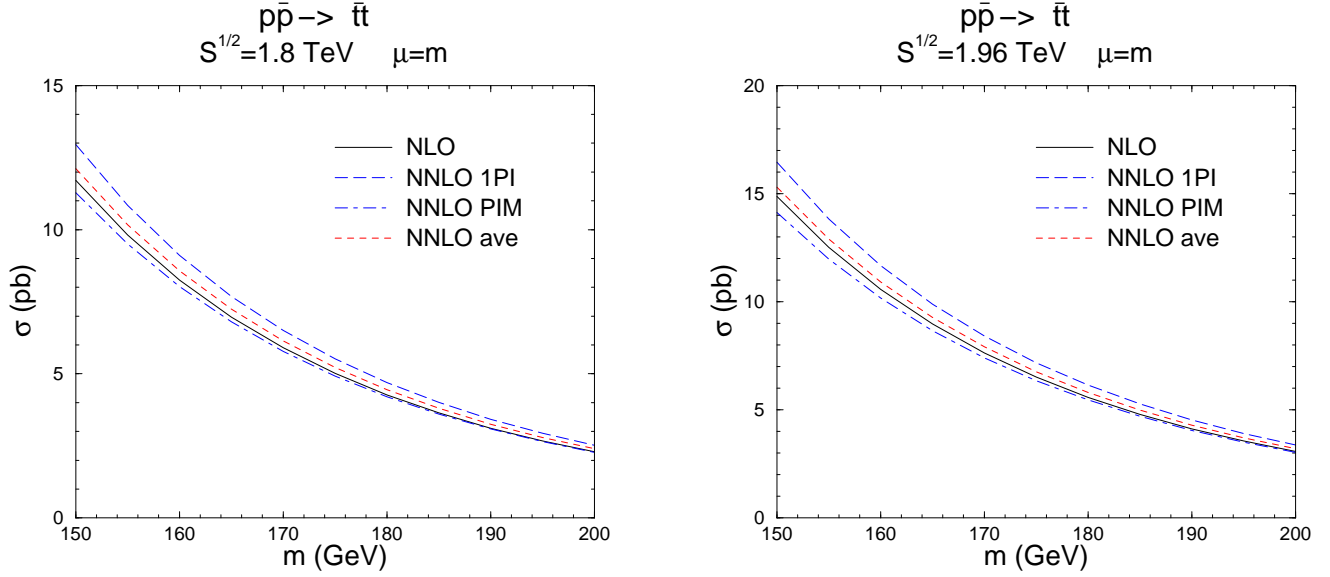 pp̄ −> t̄t
S^1/2=1.8 TeV μ=m
15
10
5
0
σ (pb)
NLO
NNLO 1PI
NNLO PIM
NNLO ave
150 160 170 180 190 200
m (GeV)
pp̄ −> t̄t
S^1/2=1.96 TeV μ=m
20
15
10
5
0
σ (pb)
NLO
NNLO 1PI
NNLO PIM
NNLO ave
150 160 170 180 190 200
m (GeV)